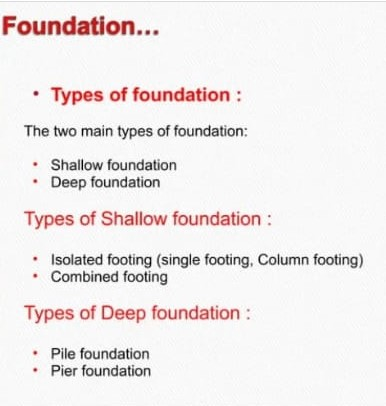 Foundation...
• Types of foundation :
The two main types of foundation:
• Shallow foundation
• Deep foundation
Types of Shallow foundation :
• Isolated footing (single footing, Column footing)
• Combined footing
Types of Deep foundation :
• Pile foundation
• Pier foundation